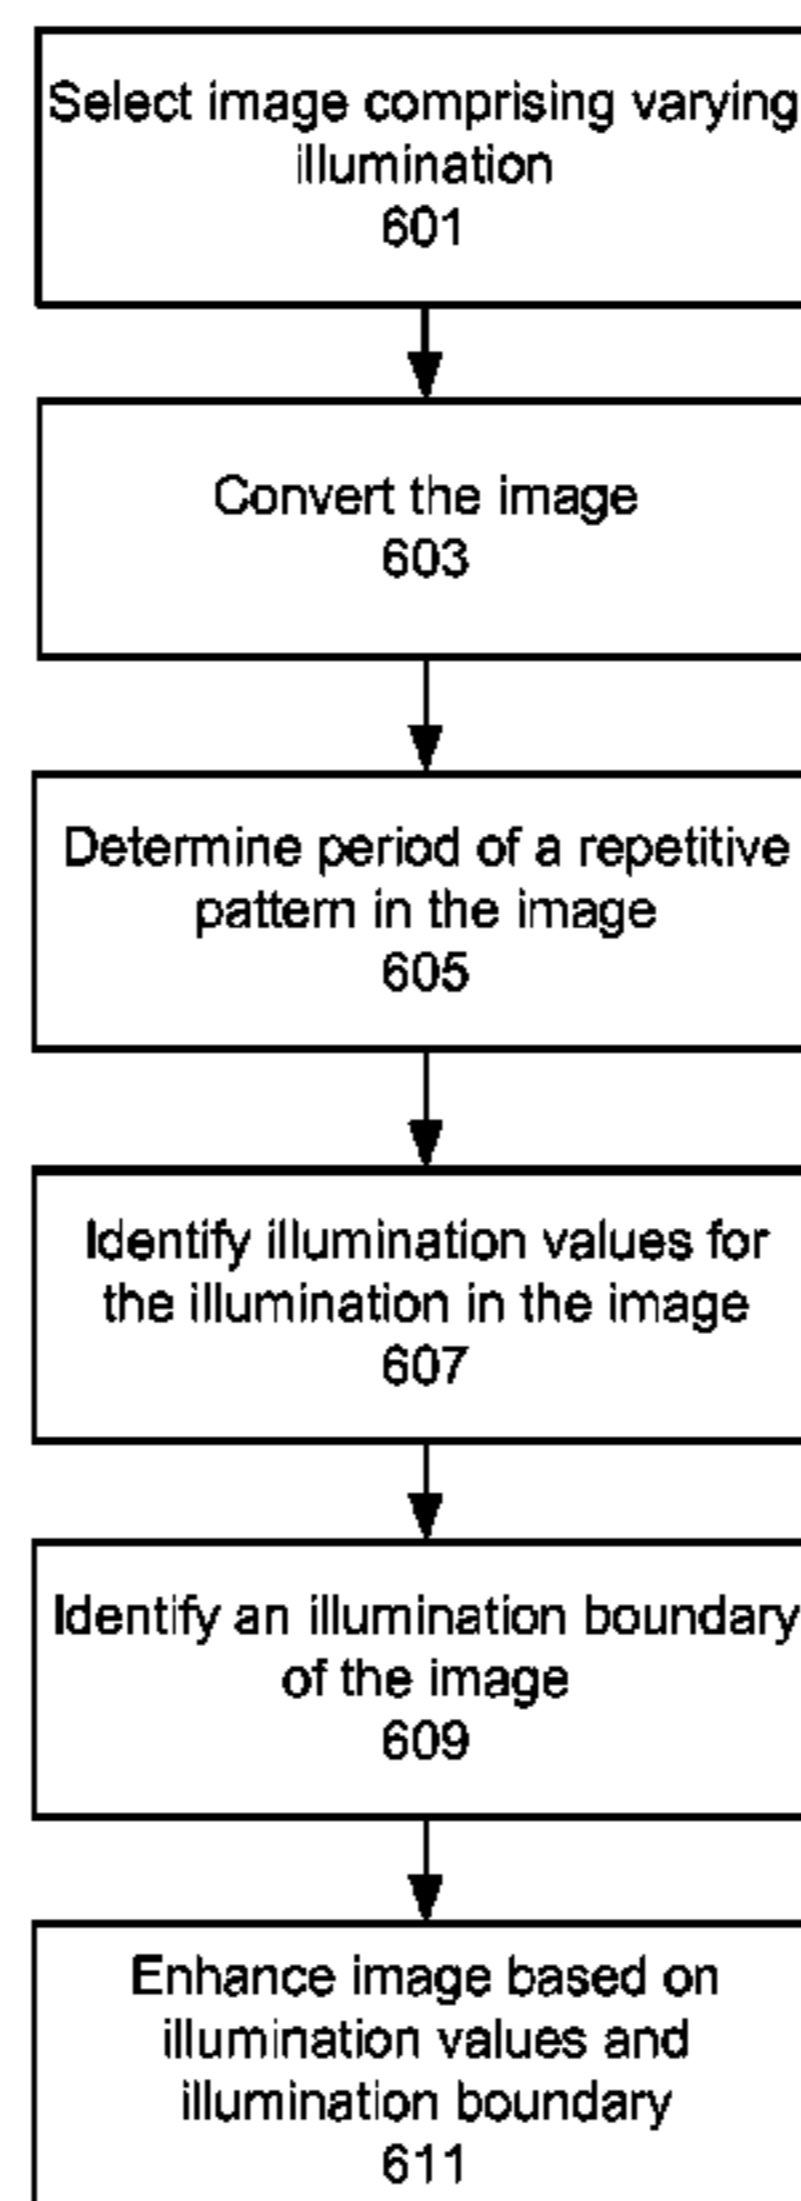 Select image comprising varying
illumination
601
Convert the image
603
Determine period of a repetitive
pattern in the image
605
Identify illumination values for
the illumination in the image
607
Identify an illumination boundary
of the image
609
Enhance image based on
illumination values and
illumination boundary
611